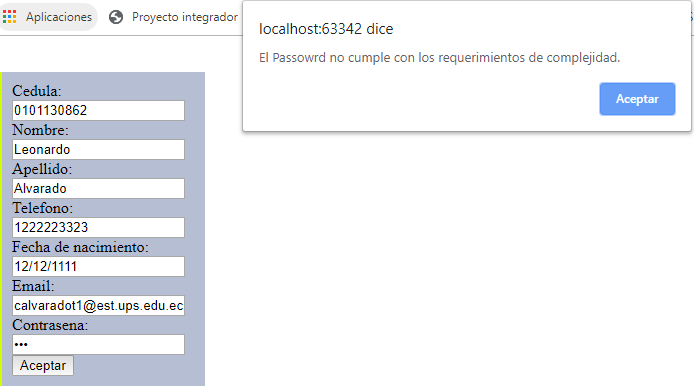 Aplicaciones
Proyecto integrador
localhost:63342 dice
El Passowrd no cumple con los requerimientos de complejidad.
Aceptar
Cedula:
0101130862
Nombre:
Leonardo
Apellido:
Alvarado
Telefono:
1222223323
Fecha de nacimiento:
12/12/1111
Email:
calvaradot1@est.ups.edu.ec
Contrasena:
•••
Aceptar